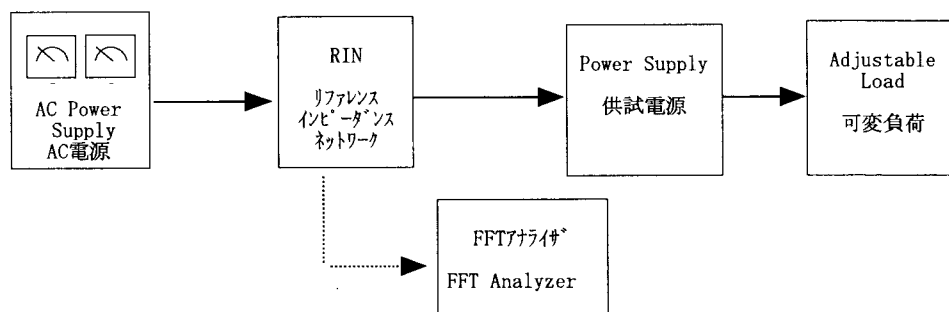 AC Power
Supply
AC電源
RIN
リファレンス
インピーダンス
ネットワーク
Power Supply
供試電源
Adjustable
Load
可変負荷
FFTアナライザ
FFT Analyzer